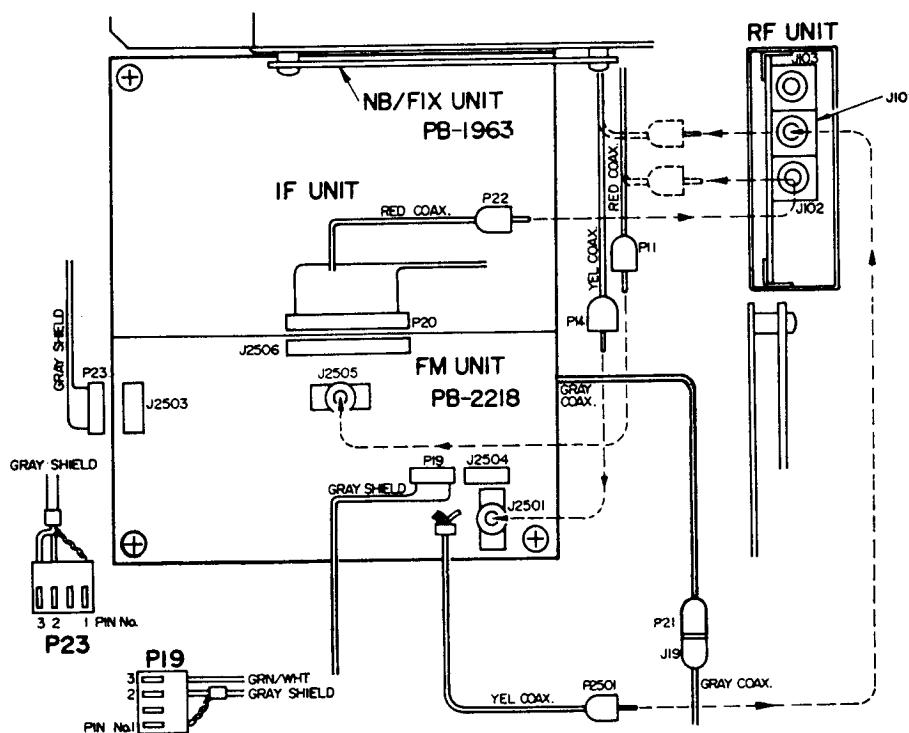 RF UNIT
J103
J10
J102
NB/FIX UNIT
PB-1963
IF UNIT
RED COAX.
P22
RED COAX.
YEL COAX.
P11
P14
P20
J2506
FM UNIT
PB-2218
J2505
GRAY SHIELD
P23
J2503
GRAY COAX.
P19
J2504
GRAY SHIELD
J2501
GRAY SHIELD
3 2 1 PIN No.
P23
P21
J19
P19
3 GRN/WHT
2 GRAY SHIELD
PIN No.1
YEL COAX.
P2501
GRAY COAX.